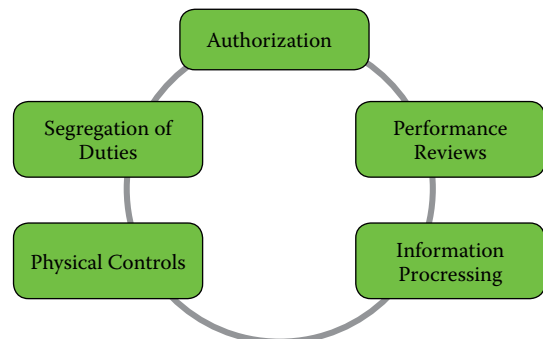 Authorization
Segregation of
Duties
Performance
Reviews
Physical Controls
Information
Procressing